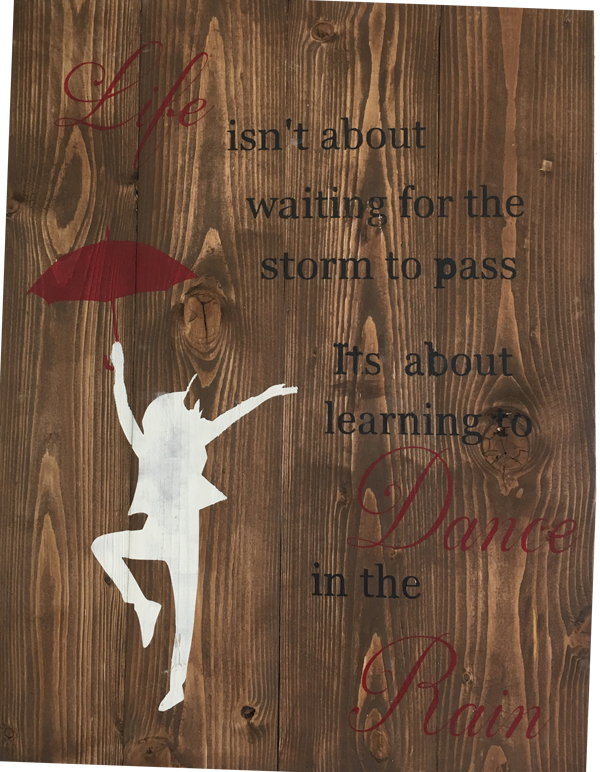 Life
isn't about
waiting for the
storm to pass
Its about
learning to
Dance
in the
Rain